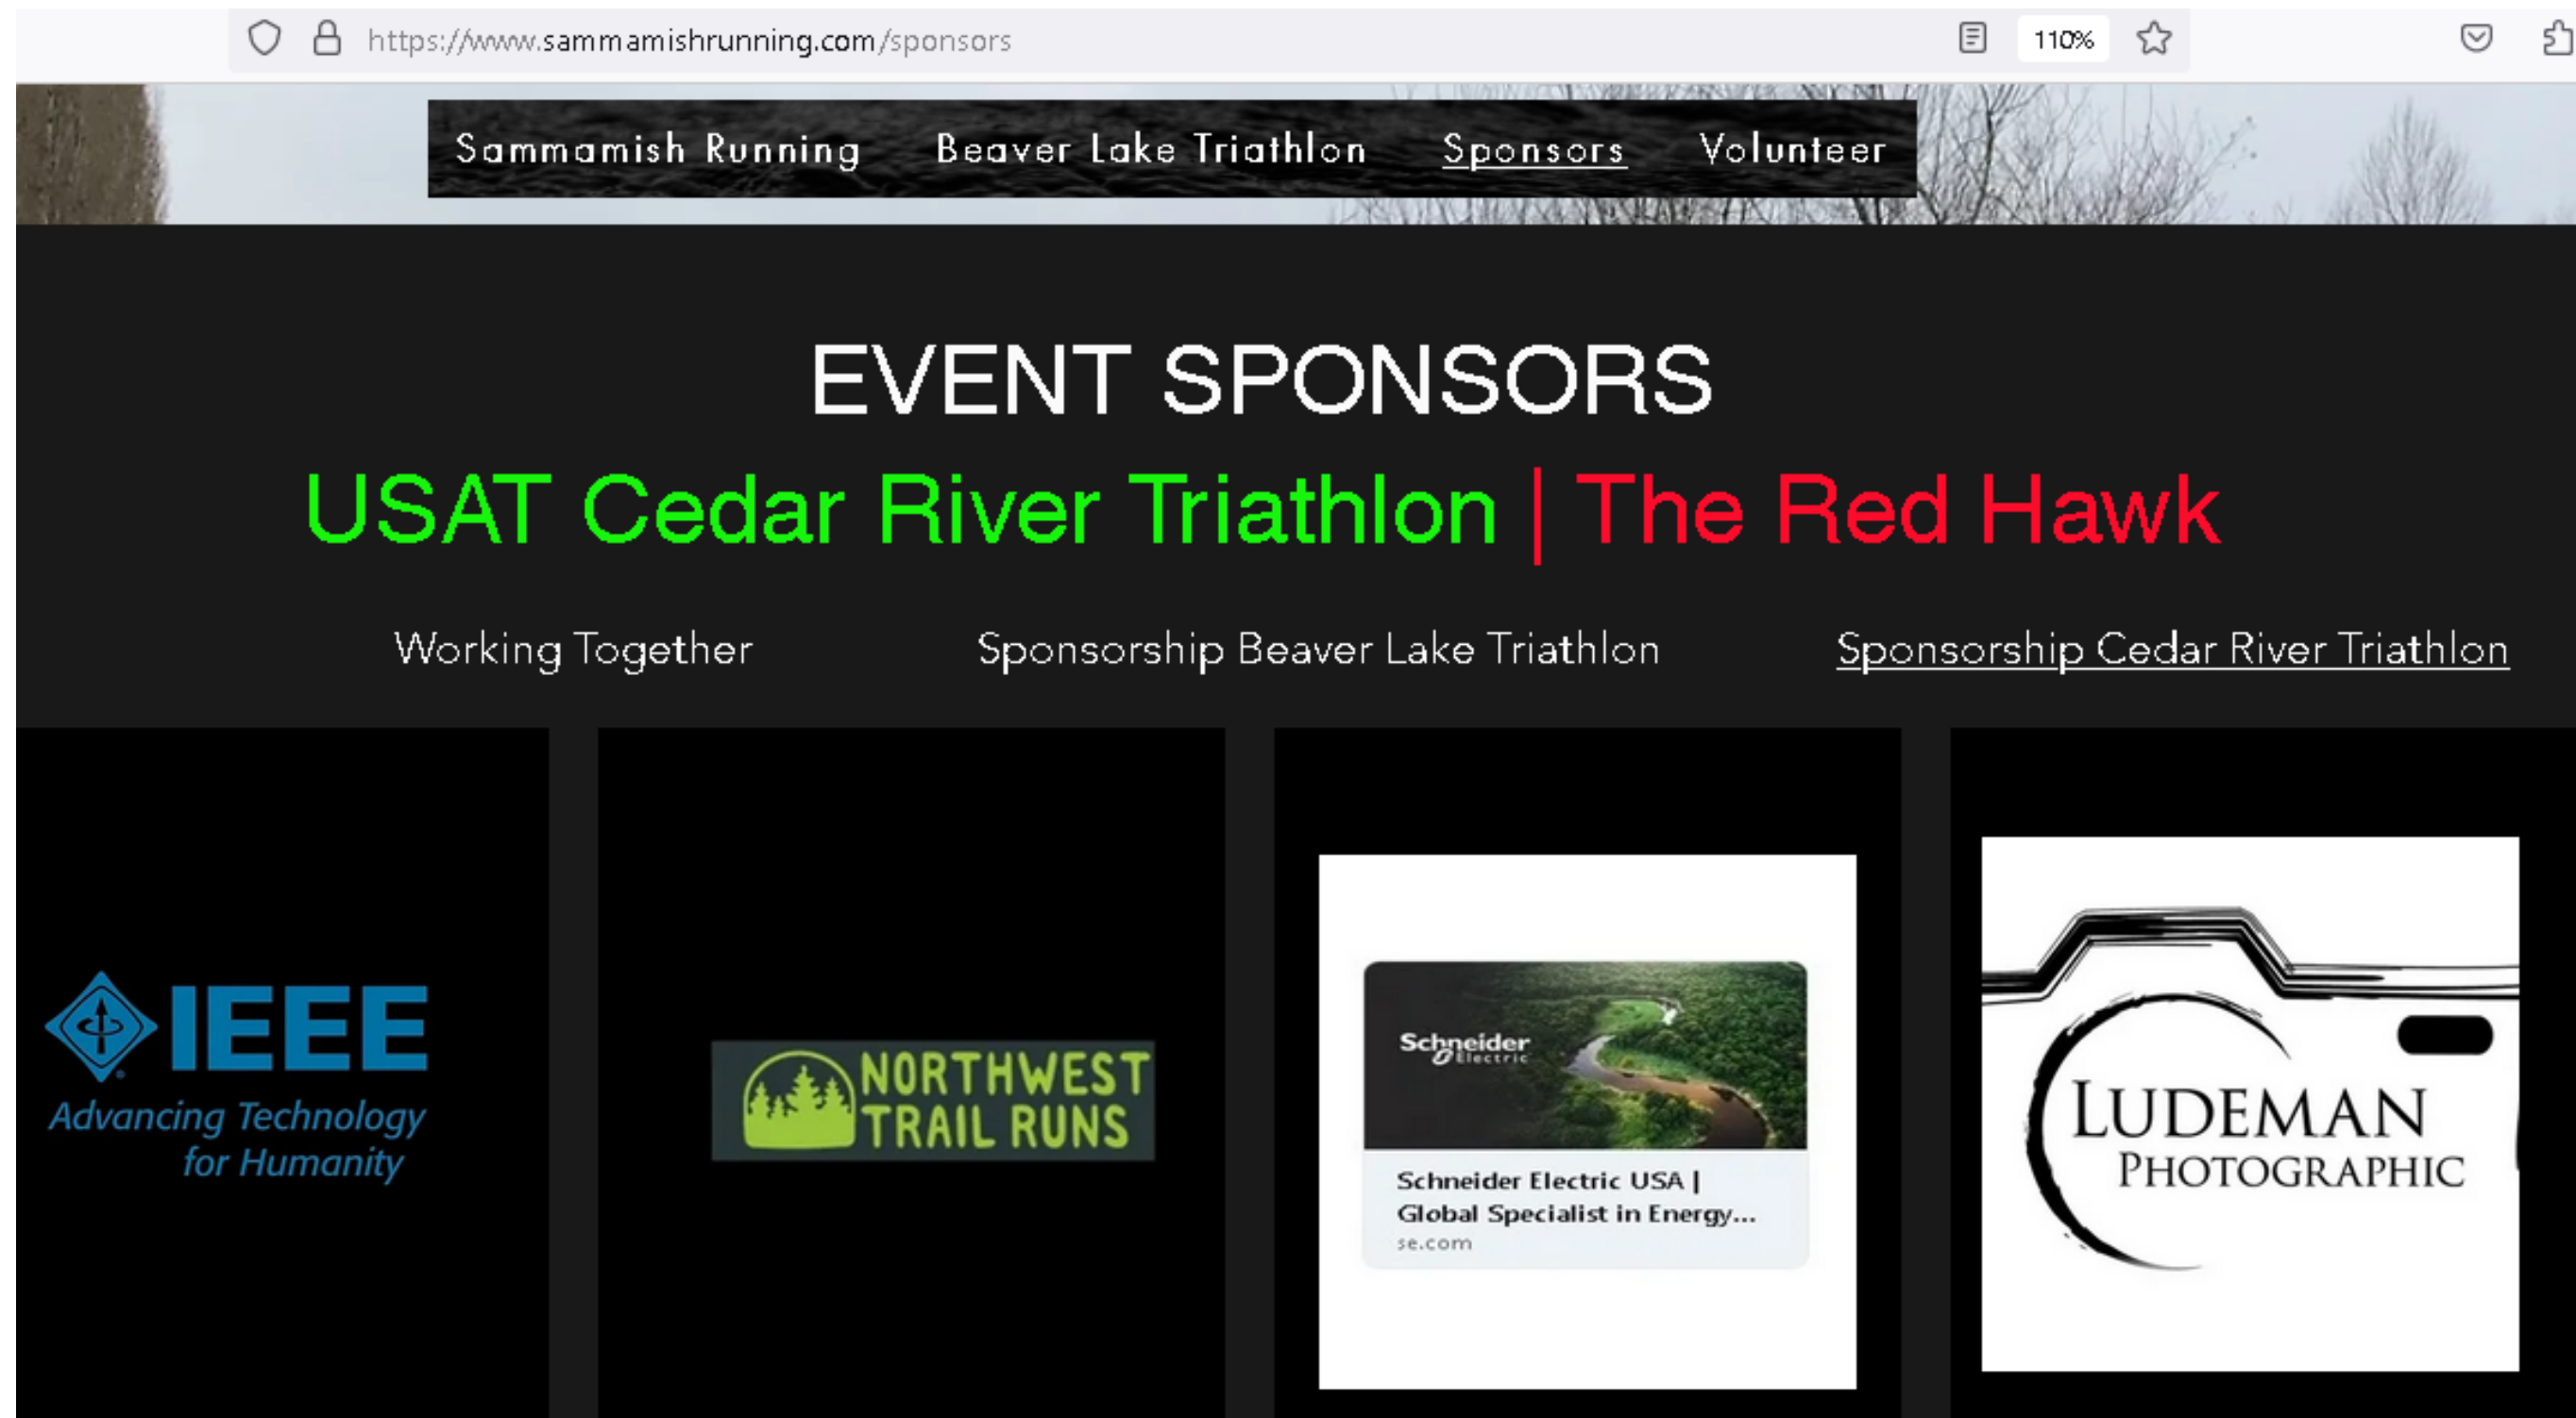 https://www.sammamishrunning.com/sponsors
110%
Sammamish Running Beaver Lake Triathlon Sponsors Volunteer
EVENT SPONSORS
USAT Cedar River Triathlon | The Red Hawk
Working Together Sponsorship Beaver Lake Triathlon Sponsorship Cedar River Triathlon
IEEE
Advancing Technology
for Humanity
NORTHWEST
TRAIL RUNS
Schneider
Electric
Schneider Electric USA |
Global Specialist in Energy...
se.com
LUDEMAN
PHOTOGRAPHIC